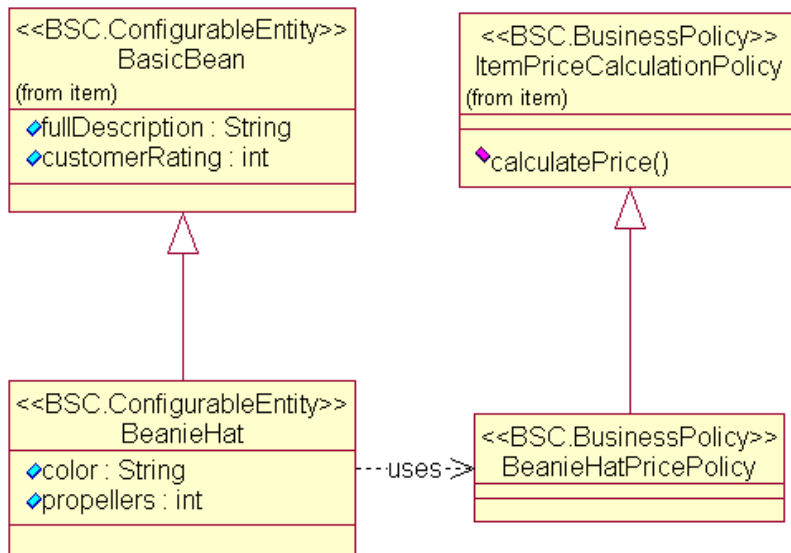 <<BSC.ConfigurableEntity>>
BasicBean
(from item)
fullDescription : String
customerRating : int
<<BSC.BusinessPolicy>>
ItemPriceCalculationPolicy
(from item)
calculatePrice()
<<BSC.ConfigurableEntity>>
BeanieHat
color : String
propellers : int
uses
<<BSC.BusinessPolicy>>
BeanieHatPricePolicy